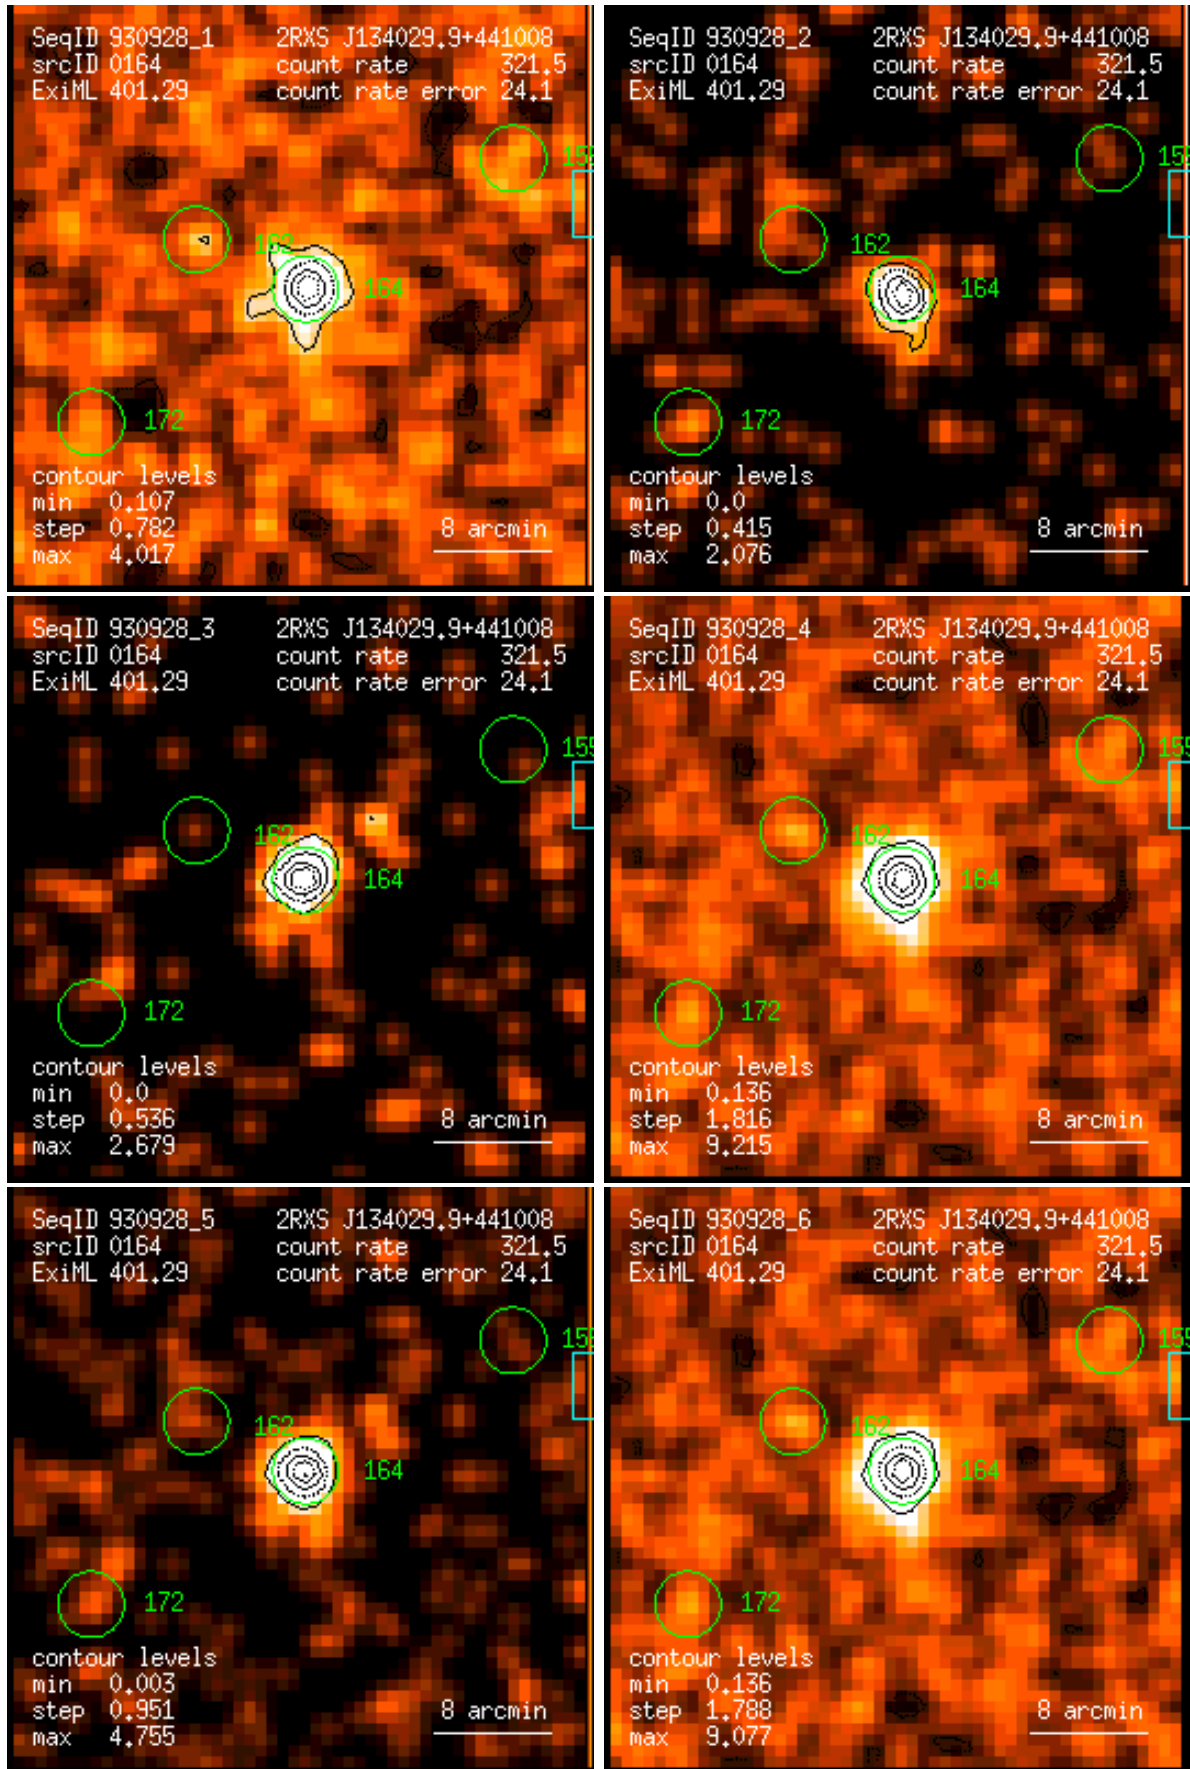 SeqID 930928_1 2RXS J134029.9+441008
srcID 0164 count rate 321.5
ExiML 401.29 count rate error 24.1
155
162
164
172
contour levels
min 0.107
step 0.782 8 arcmin
max 4.017
SeqID 930928_2 2RXS J134029.9+441008
srcID 0164 count rate 321.5
ExiML 401.29 count rate error 24.1
155
162
164
172
contour levels
min 0.0
step 0.415 8 arcmin
max 2.076
SeqID 930928_3 2RXS J134029.9+441008
srcID 0164 count rate 321.5
ExiML 401.29 count rate error 24.1
155
162
164
172
contour levels
min 0.0
step 0.536 8 arcmin
max 2.679
SeqID 930928_4 2RXS J134029.9+441008
srcID 0164 count rate 321.5
ExiML 401.29 count rate error 24.1
155
162
164
172
contour levels
min 0.136
step 1.816 8 arcmin
max 9.215
SeqID 930928_5 2RXS J134029.9+441008
srcID 0164 count rate 321.5
ExiML 401.29 count rate error 24.1
155
162
164
172
contour levels
min 0.003
step 0.951 8 arcmin
max 4.755
SeqID 930928_6 2RXS J134029.9+441008
srcID 0164 count rate 321.5
ExiML 401.29 count rate error 24.1
155
162
164
172
contour levels
min 0.136
step 1.788 8 arcmin
max 9.077